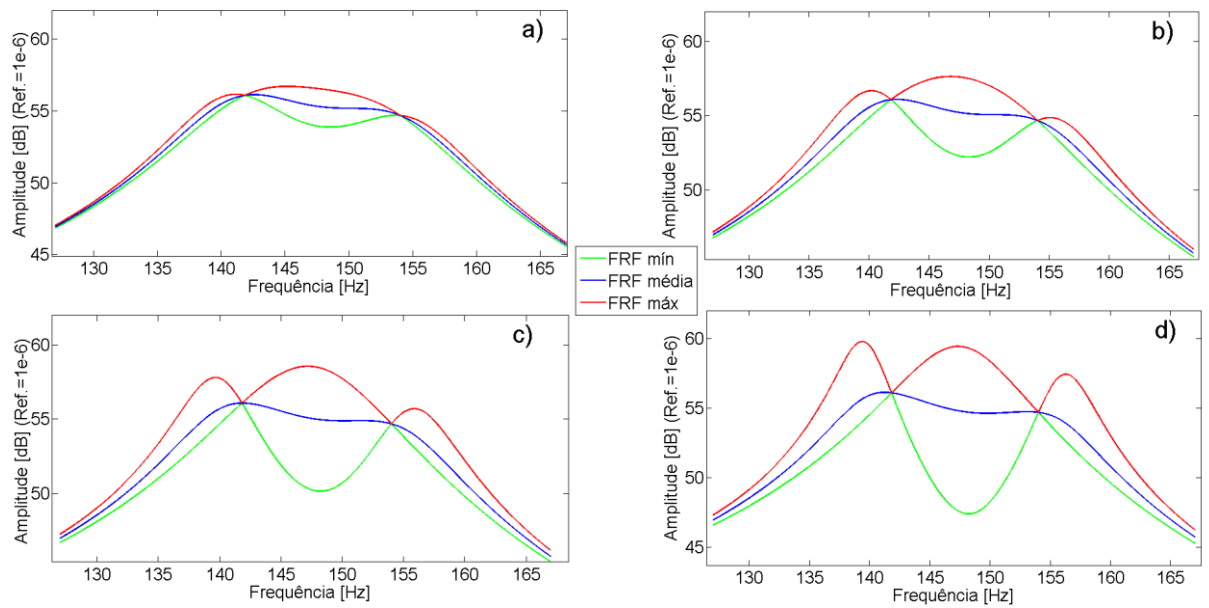 a)
60
55
50
45
Amplitude [dB] (Ref.=1e-6)
130 135 140 145 150 155 160 165
Frequência [Hz]
b)
60
55
50
Amplitude [dB] (Ref.=1e-6)
130 135 140 145 150 155 160 165
Frequência [Hz]
FRF mín
FRF média
FRF máx
c)
60
55
50
Amplitude [dB] (Ref.=1e-6)
130 135 140 145 150 155 160 165
Frequência [Hz]
d)
60
55
50
45
Amplitude [dB] (Ref.=1e-6)
130 135 140 145 150 155 160 165
Frequência [Hz]